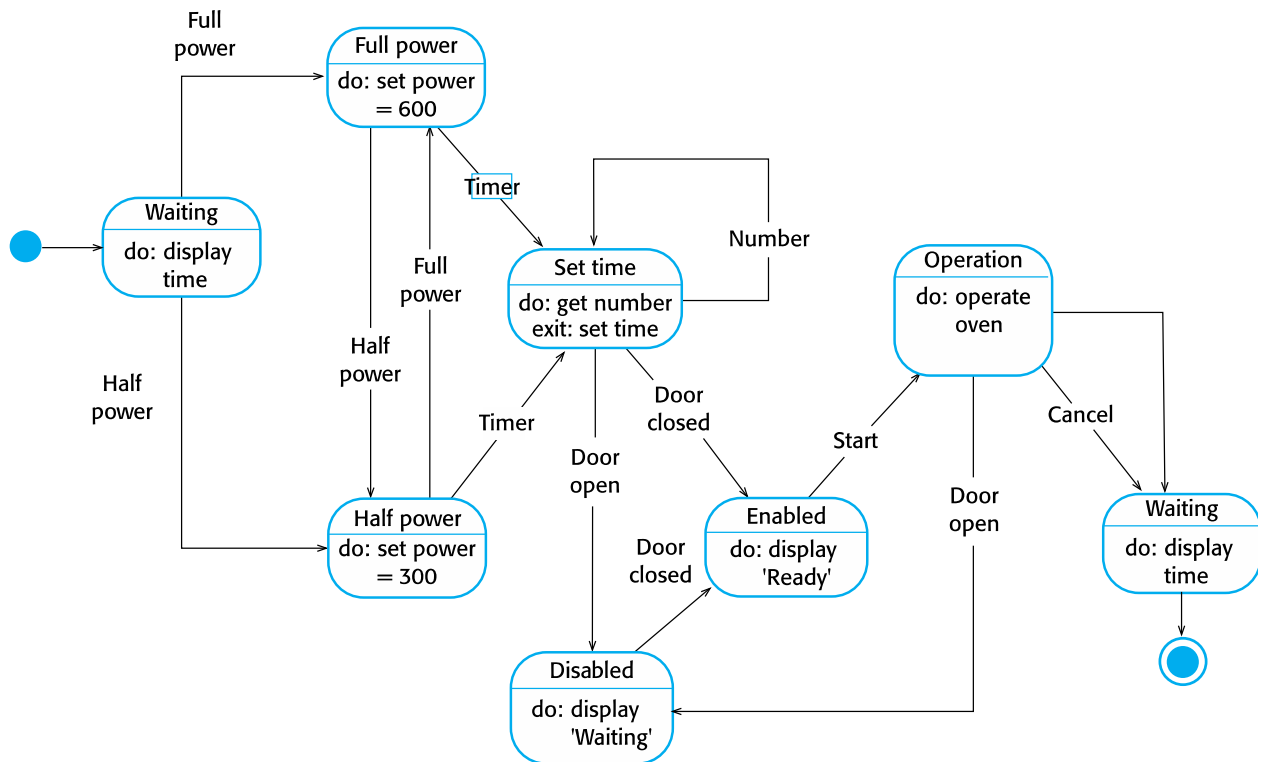 Full
power
Full power
do: set power
= 600
Timer
Waiting
do: display
time
Number
Full
power
Set time
do: get number
exit: set time
Operation
do: operate
oven
Half
power
Half
power
Timer
Door
closed
Start
Cancel
Door
open
Door
open
Half power
do: set power
= 300
Enabled
do: display
'Ready'
Waiting
do: display
time
Door
closed
Disabled
do: display
'Waiting'